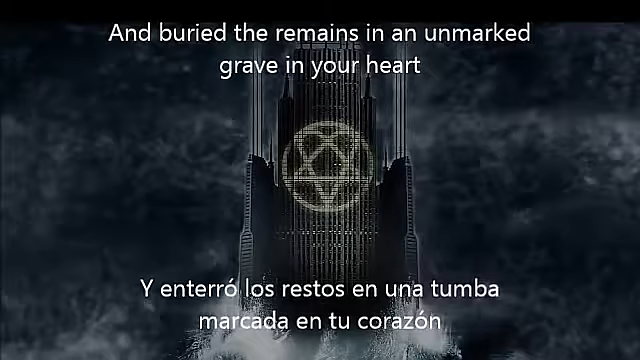 And buried the remains in an unmarked
grave in your heart
Y enterró los restos en una tumba
marcada en tu corazón